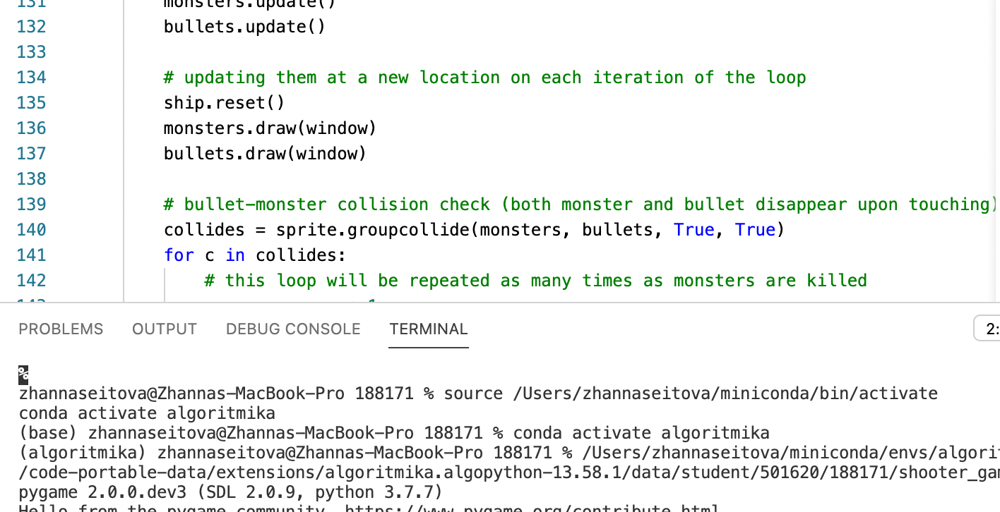 131 monsters.update()
132 bullets.update()
133
134 # updating them at a new location on each iteration of the loop
135 ship.reset()
136 monsters.draw(window)
137 bullets.draw(window)
138
139 # bullet-monster collision check (both monster and bullet disappear upon touching)
140 collides = sprite.groupcollide(monsters, bullets, True, True)
141 for c in collides:
142 # this loop will be repeated as many times as monsters are killed
PROBLEMS OUTPUT DEBUG CONSOLE TERMINAL 2:
%
zhannaseitova@Zhannas-MacBook-Pro 188171 % source /Users/zhannaseitova/miniconda/bin/activate
conda activate algoritmika
(base) zhannaseitova@Zhannas-MacBook-Pro 188171 % conda activate algoritmika
(algoritmika) zhannaseitova@Zhannas-MacBook-Pro 188171 % /Users/zhannaseitova/miniconda/envs/algorit
/code-portable-data/extensions/algoritmika.algopython-13.58.1/data/student/501620/188171/shooter_gam
pygame 2.0.0.dev3 (SDL 2.0.9, python 3.7.7)
Hello from the pygame community. https://www.pygame.org/contribute.html